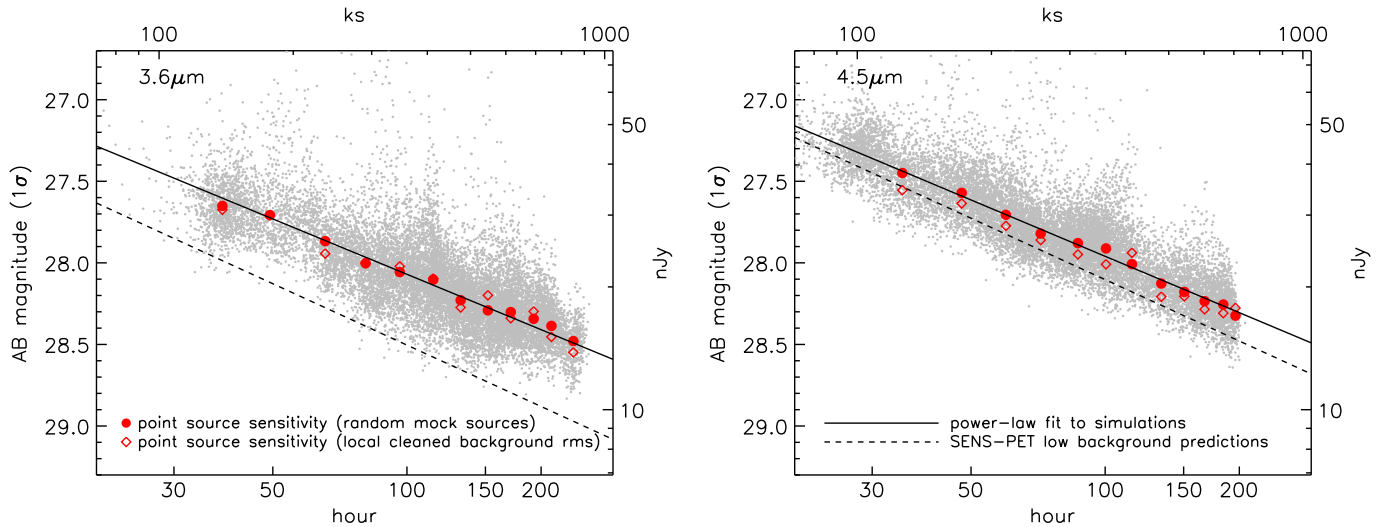 ks
100 1000
3.6μm
27.0
27.5
28.0
28.5
29.0
AB magnitude (1σ)
50
10
nJy
● point source sensitivity (random mock sources)
◇ point source sensitivity (local cleaned background rms)
30 50 100 150 200
hour
ks
100 1000
4.5μm
27.0
27.5
28.0
28.5
29.0
AB magnitude (1σ)
50
10
nJy
power-law fit to simulations
SENS-PET low background predictions
30 50 100 150 200
hour